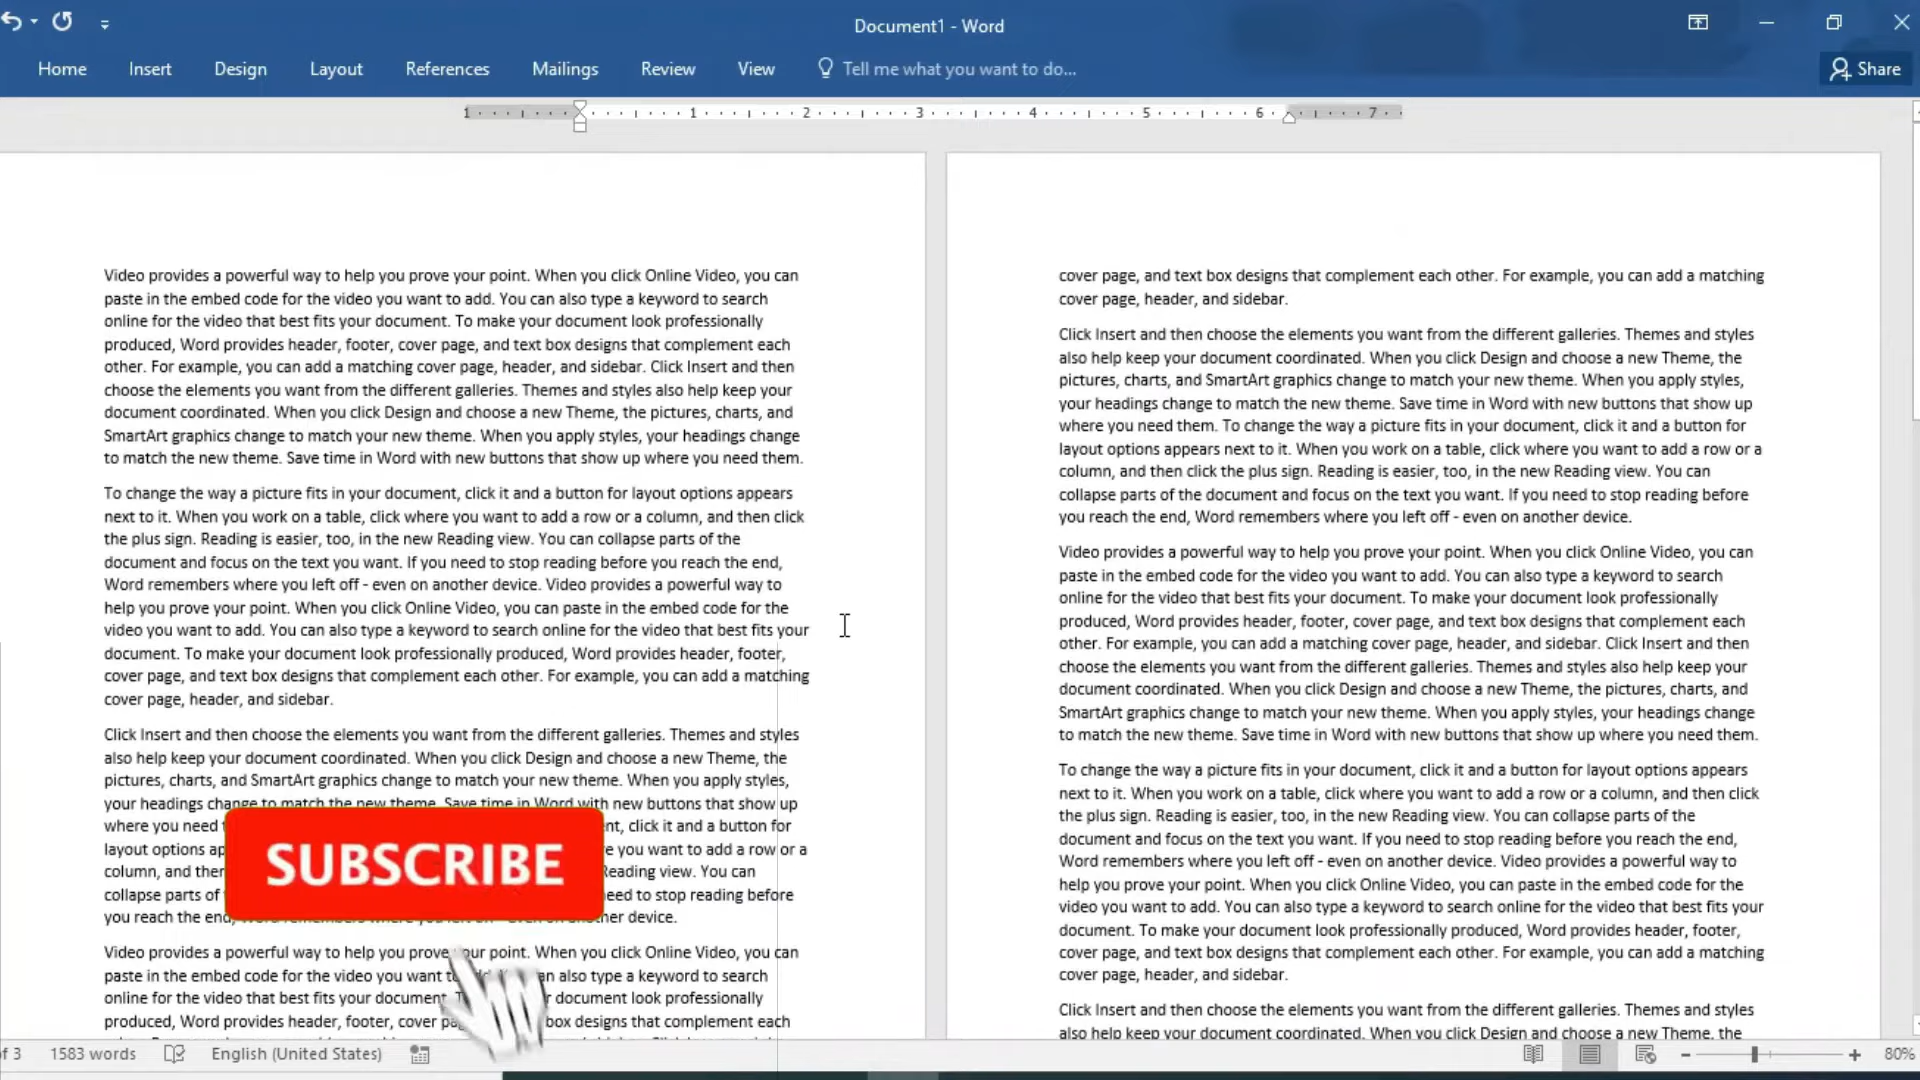 Document1 - Word
Home Insert Design Layout References Mailings Review View Tell me what you want to do... Share
1 1 2 3 4 5 6 7
Video provides a powerful way to help you prove your point. When you click Online Video, you can
paste in the embed code for the video you want to add. You can also type a keyword to search
online for the video that best fits your document. To make your document look professionally
produced, Word provides header, footer, cover page, and text box designs that complement each
other. For example, you can add a matching cover page, header, and sidebar. Click Insert and then
choose the elements you want from the different galleries. Themes and styles also help keep your
document coordinated. When you click Design and choose a new Theme, the pictures, charts, and
SmartArt graphics change to match your new theme. When you apply styles, your headings change
to match the new theme. Save time in Word with new buttons that show up where you need them.
To change the way a picture fits in your document, click it and a button for layout options appears
next to it. When you work on a table, click where you want to add a row or a column, and then click
the plus sign. Reading is easier, too, in the new Reading view. You can collapse parts of the
document and focus on the text you want. If you need to stop reading before you reach the end,
Word remembers where you left off - even on another device. Video provides a powerful way to
help you prove your point. When you click Online Video, you can paste in the embed code for the
video you want to add. You can also type a keyword to search online for the video that best fits your
document. To make your document look professionally produced, Word provides header, footer,
cover page, and text box designs that complement each other. For example, you can add a matching
cover page, header, and sidebar.
Click Insert and then choose the elements you want from the different galleries. Themes and styles
also help keep your document coordinated. When you click Design and choose a new Theme, the
pictures, charts, and SmartArt graphics change to match your new theme. When you apply styles,
your headings change to match the new theme. Save time in Word with new buttons that show up
where you need click it and a button for
layout options you want to add a row or a
column, and then Reading view. You can
collapse parts of need to stop reading before
you reach the end, device.
SUBSCRIBE
Video provides a powerful way to help you prove your point. When you click Online Video, you can
paste in the embed code for the video you want also type a keyword to search
online for the video that best fits your document. document look professionally
produced, Word provides header, footer, cover box designs that complement each
cover page, and text box designs that complement each other. For example, you can add a matching
cover page, header, and sidebar.
Click Insert and then choose the elements you want from the different galleries. Themes and styles
also help keep your document coordinated. When you click Design and choose a new Theme, the
pictures, charts, and SmartArt graphics change to match your new theme. When you apply styles,
your headings change to match the new theme. Save time in Word with new buttons that show up
where you need them. To change the way a picture fits in your document, click it and a button for
layout options appears next to it. When you work on a table, click where you want to add a row or a
column, and then click the plus sign. Reading is easier, too, in the new Reading view. You can
collapse parts of the document and focus on the text you want. If you need to stop reading before
you reach the end, Word remembers where you left off - even on another device.
Video provides a powerful way to help you prove your point. When you click Online Video, you can
paste in the embed code for the video you want to add. You can also type a keyword to search
online for the video that best fits your document. To make your document look professionally
produced, Word provides header, footer, cover page, and text box designs that complement each
other. For example, you can add a matching cover page, header, and sidebar. Click Insert and then
choose the elements you want from the different galleries. Themes and styles also help keep your
document coordinated. When you click Design and choose a new Theme, the pictures, charts, and
SmartArt graphics change to match your new theme. When you apply styles, your headings change
to match the new theme. Save time in Word with new buttons that show up where you need them.
To change the way a picture fits in your document, click it and a button for layout options appears
next to it. When you work on a table, click where you want to add a row or a column, and then click
the plus sign. Reading is easier, too, in the new Reading view. You can collapse parts of the
document and focus on the text you want. If you need to stop reading before you reach the end,
Word remembers where you left off - even on another device. Video provides a powerful way to
help you prove your point. When you click Online Video, you can paste in the embed code for the
video you want to add. You can also type a keyword to search online for the video that best fits your
document. To make your document look professionally produced, Word provides header, footer,
cover page, and text box designs that complement each other. For example, you can add a matching
cover page, header, and sidebar.
Click Insert and then choose the elements you want from the different galleries. Themes and styles
also help keep your document coordinated. When you click Design and choose a new Theme, the
of 3 1583 words English (United States) 80%